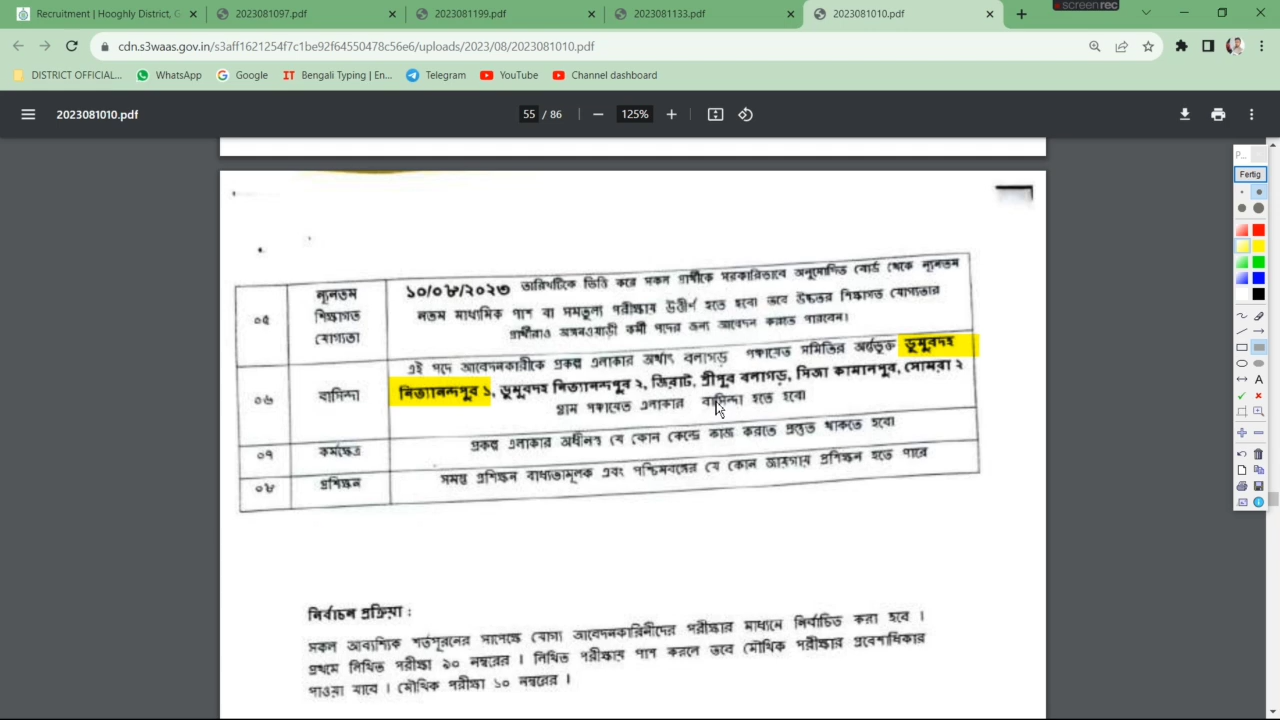 Recruitment | Hooghly District, G
2023081097.pdf
2023081199.pdf
2023081133.pdf
2023081010.pdf
screenrec
cdn.s3waas.gov.in/s3aff1621254f7c1be92f64550478c56e6/uploads/2023/08/2023081010.pdf
DISTRICT OFFICIAL...
WhatsApp
Google
Bengali Typing | En...
Telegram
YouTube
Channel dashboard
2023081010.pdf
55 / 86
125%
P...
Fertig
০৫
ন্যূনতম
শিক্ষাগত
যোগ্যতা
১০/০৮/২০২৩ তারিখটিকে ভিত্তি করে সকল প্রার্থীকে সরকারিভাবে অনুমোদিত বোর্ড থেকে ন্যূনতম
মাধ্যমিক পাশ বা সমতুল্য পরীক্ষায় উত্তীর্ণ হতে হবে। তবে উচ্চতর শিক্ষাগত যোগ্যতার
প্রার্থীরাও অঙ্গনওয়াড়ী কর্মী পদের জন্য আবেদন করতে পারবেন।
০৬
বাসিন্দা
এই পদে আবেদনকারীকে প্রকল্প এলাকার অর্থাৎ বলাগড় পঞ্চায়েত সমিতির অর্ন্তভূক্ত ডুমুরদহ
নিত্যানন্দপুর ১, ডুমুরদহ নিত্যানন্দপুর ২, জিরাট, শ্রীপুর বলাগড়, সিজা কামালপুর, সোমরা ২
গ্রাম পঞ্চায়েত এলাকার বাসিন্দা হতে হবে।
০৭
কর্মক্ষেত্র
প্রকল্প এলাকার অধীনস্থ যে কোন কেন্দ্রে কাজ করতে প্রস্তুত থাকতে হবে।
০৮
প্রশিক্ষন
সমস্ত প্রশিক্ষন বাধ্যতামূলক এবং পশ্চিমবঙ্গের যে কোন জায়গায় প্রশিক্ষন হতে পারে
নির্বাচন প্রক্রিয়া :
সকল আবশ্যিক শর্তপূরনের সাপেক্ষে যোগ্য আবেদনকারিনীদের পরীক্ষার মাধ্যমে নির্বাচিত করা হবে ।
প্রথমে লিখিত পরীক্ষা ৯০ নম্বরের । লিখিত পরীক্ষায় পাশ করলে তবে মৌখিক পরীক্ষার প্রবেশাধিকার
পাওয়া যাবে । মৌখিক পরীক্ষা ১০ নম্বরের ।